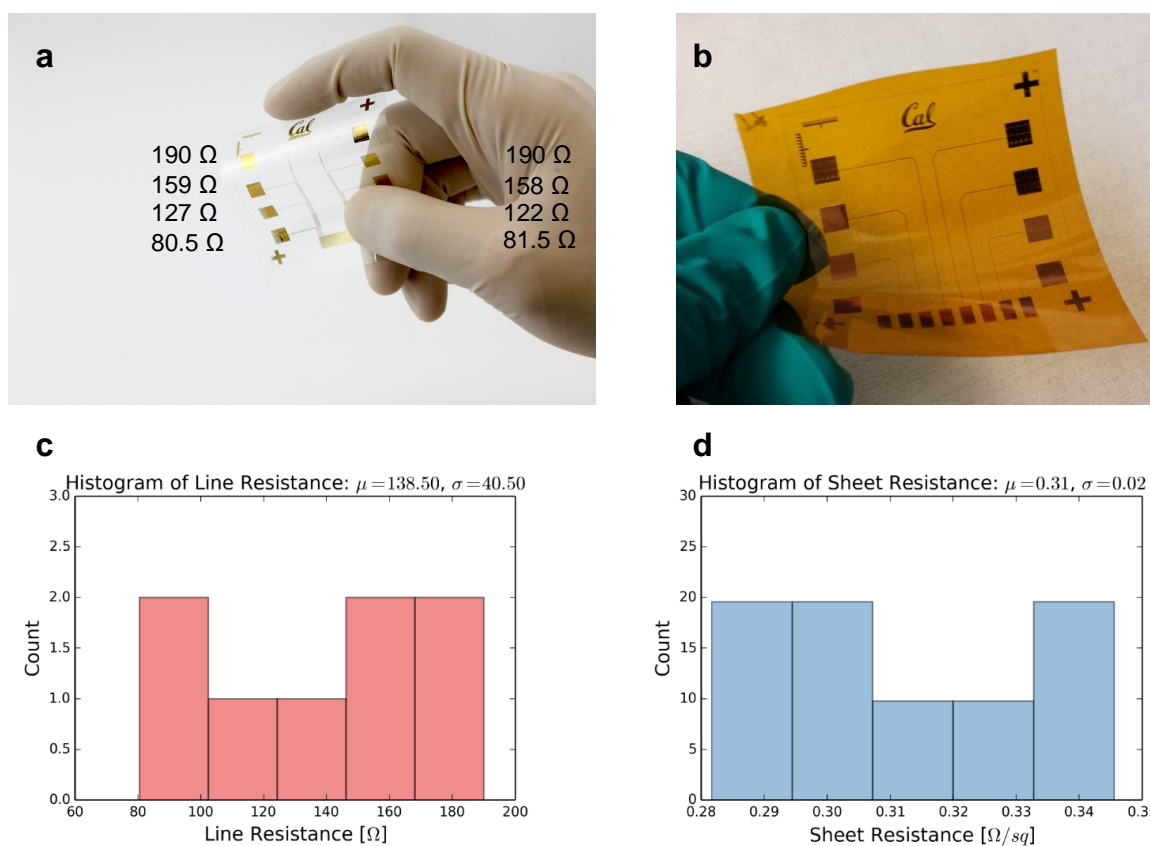 a
Cal
190 Ω
159 Ω
127 Ω
80.5 Ω
190 Ω
158 Ω
122 Ω
81.5 Ω
b
Cal
c
Histogram of Line Resistance: μ=138.50, σ=40.50
3.0
2.5
2.0
1.5
1.0
0.5
0.0
Count
60 80 100 120 140 160 180 200
Line Resistance [Ω]
d
Histogram of Sheet Resistance: μ=0.31, σ=0.02
30
25
20
15
10
5
0
Count
0.28 0.29 0.30 0.31 0.32 0.33 0.34 0.3
Sheet Resistance [Ω/sq]